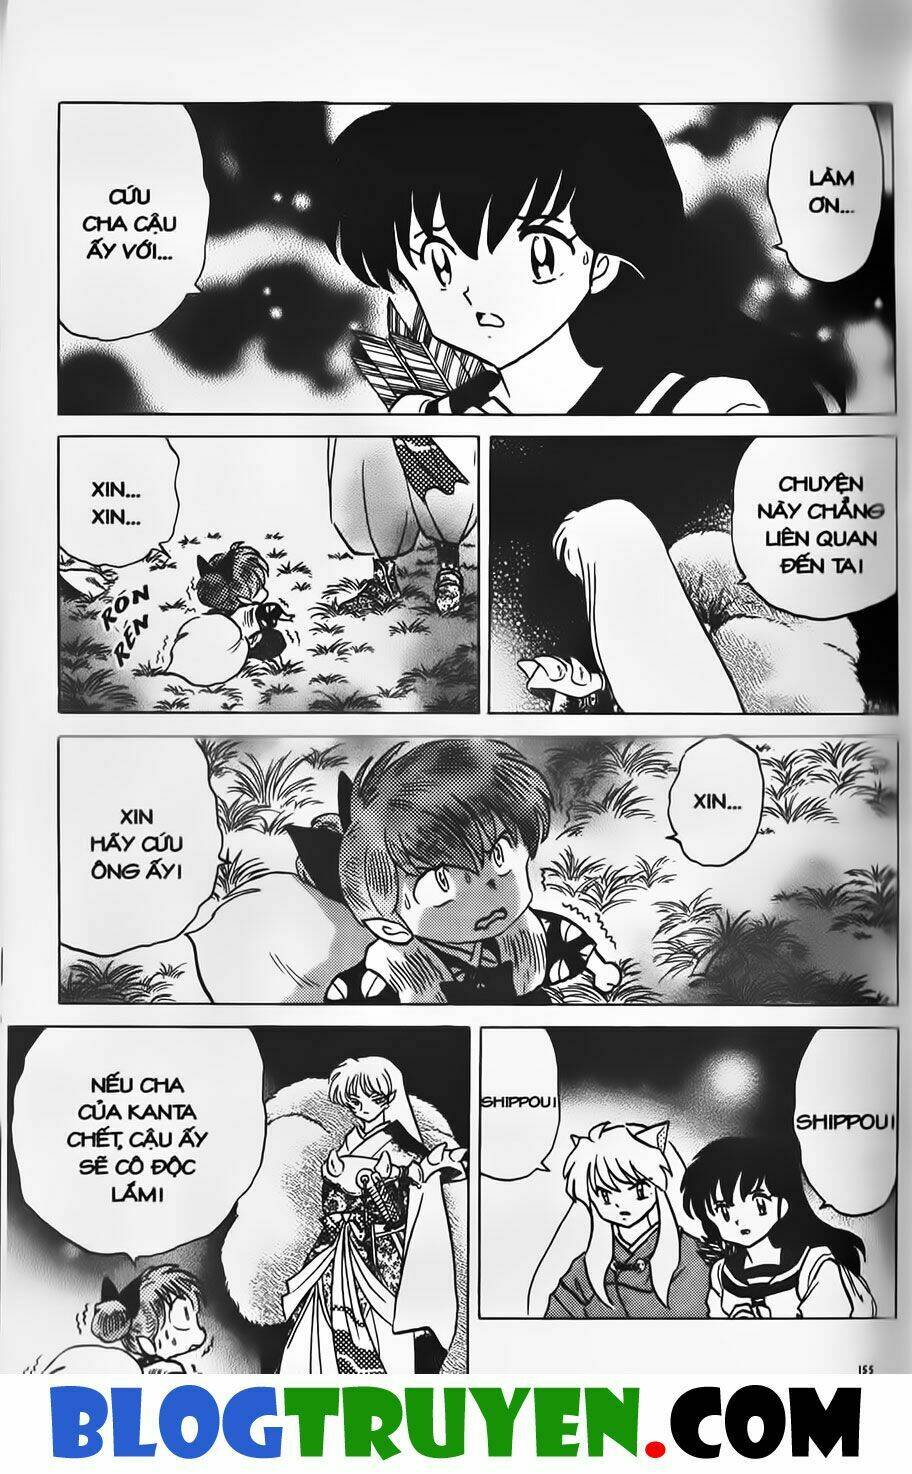 LÀM
ƠN...
CỨU
CHA CẬU
ẤY VỚI...
CHUYỆN
NÀY CHẲNG
LIÊN QUAN
ĐẾN TA!
XIN...
XIN...
RÓN
RÉN
XIN...
XIN
HÃY CỨU
ÔNG ẤY!
SHIPPOU!
SHIPPOU!
NẾU CHA
CỦA KANTA
CHẾT, CẬU ẤY
SẼ CÔ ĐỘC
LẮM!
155
BLOGTRUYEN.COM